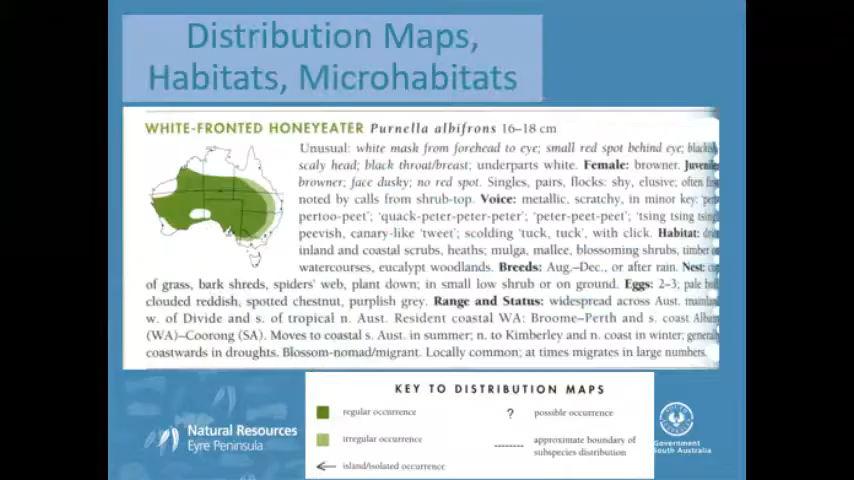 Distribution Maps,
Habitats, Microhabitats
WHITE-FRONTED HONEYEATER Purnella albifrons 16–18 cm
Unusual: white mask from forehead to eye; small red spot behind eye; blackish,
scaly head; black throat/breast; underparts white. Female: browner. Juvenile
browner; face dusky; no red spot. Singles, pairs, flocks: shy, elusive; often first
noted by calls from shrub-top. Voice: metallic, scratchy, in minor key:
pertoo-peet'; 'quack-peter-peter-peter'; 'peter-peet-peet'; 'tsing tsing tsing'
peevish, canary-like 'tweet'; scolding 'tuck, tuck', with click. Habitat:
inland and coastal scrubs, heaths; mulga, mallee, blossoming shrubs, timber
watercourses, eucalypt woodlands. Breeds: Aug.–Dec., or after rain. Nest:
of grass, bark shreds, spiders' web, plant down; in small low shrub or on ground. Eggs: 2–3; pale
clouded reddish, spotted chestnut, purplish grey. Range and Status: widespread across Aust. mainland
w. of Divide and s. of tropical n. Aust. Resident coastal WA: Broome–Perth and s. coast
(WA)–Coorong (SA). Moves to coastal s. Aust. in summer; n. to Kimberley and n. coast in winter;
coastwards in droughts. Blossom-nomad/migrant. Locally common; at times migrates in large numbers.
KEY TO DISTRIBUTION MAPS
regular occurrence
? possible occurrence
irregular occurrence
approximate boundary of
subspecies distribution
island/isolated occurrence
Natural Resources
Eyre Peninsula
Government
South Australia